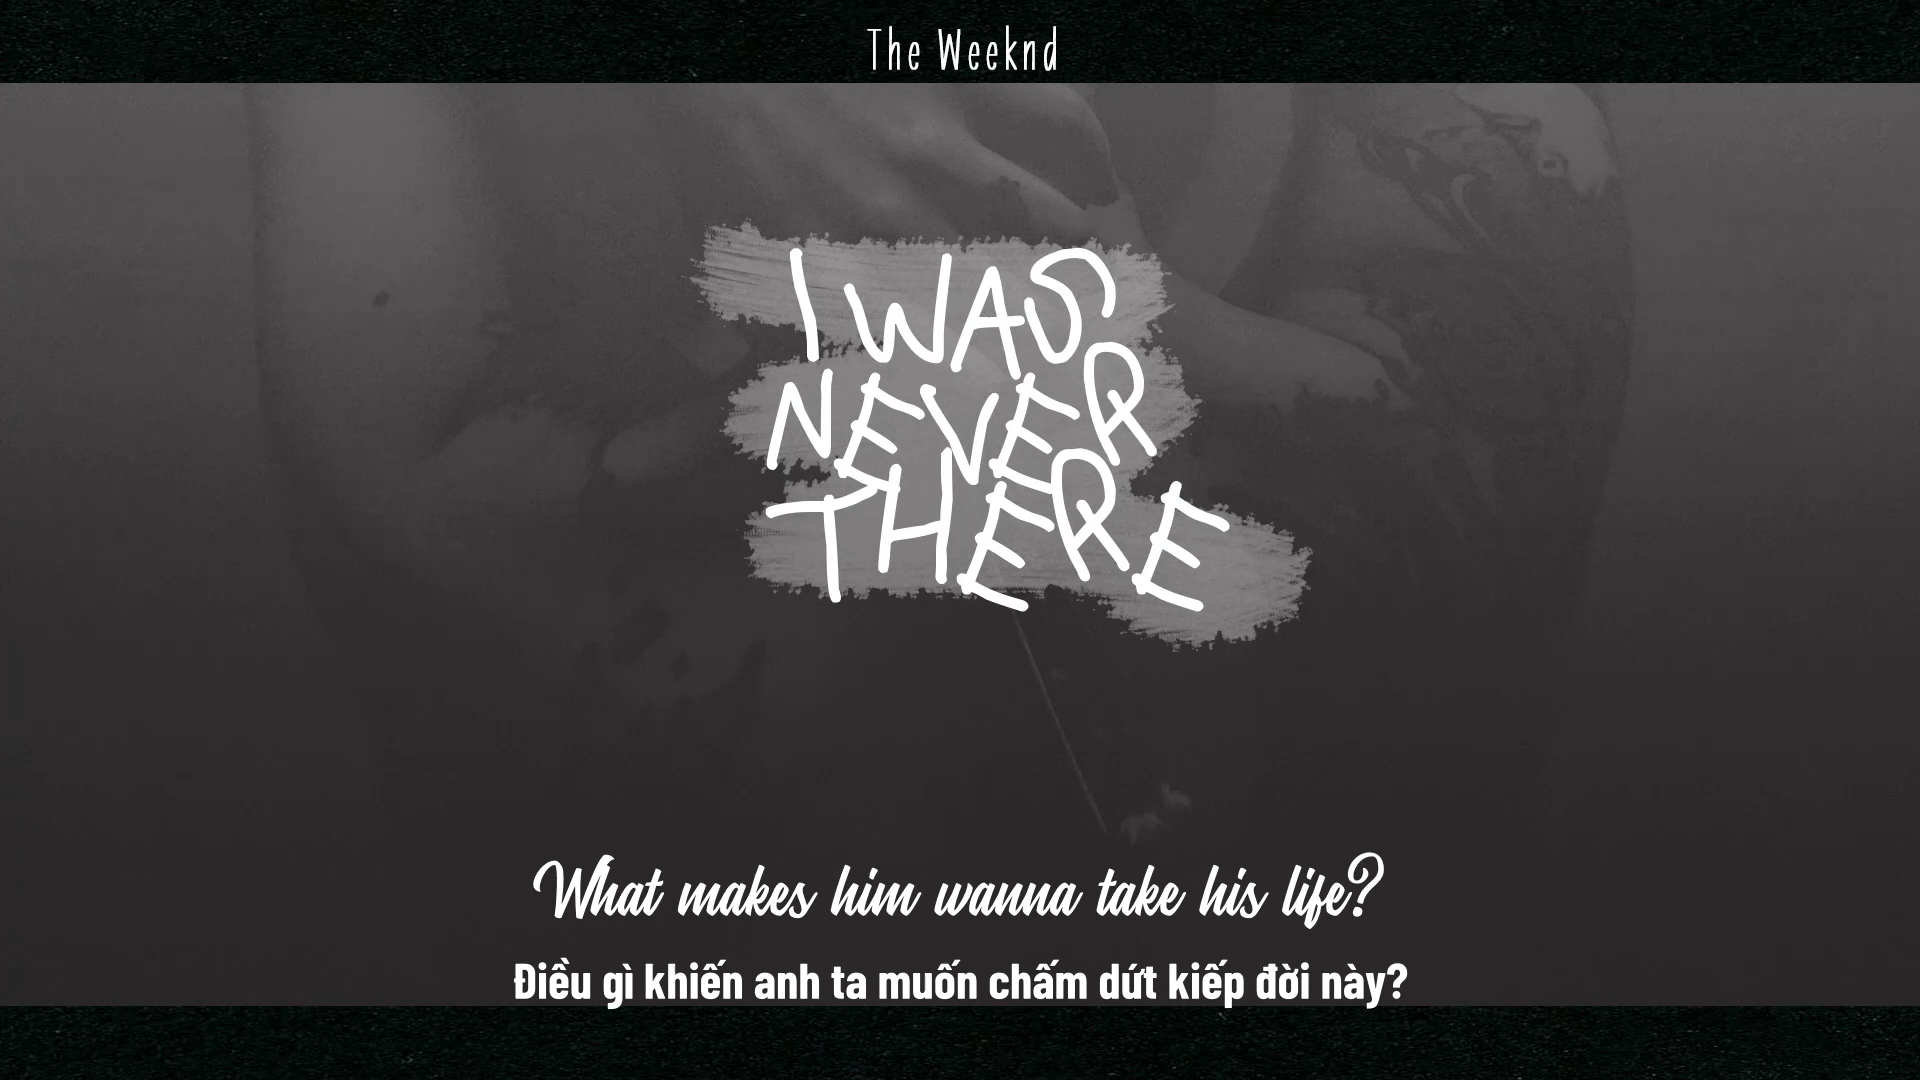 The Weeknd
I WAS
NEVER
THERE
What makes him wanna take his life?
Điều gì khiến anh ta muốn chấm dứt kiếp đời này?